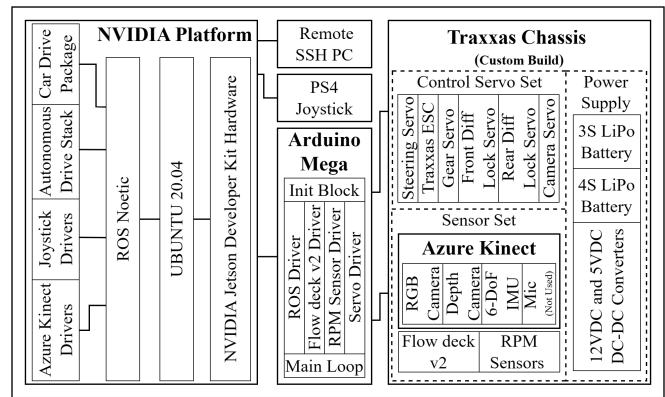 NVIDIA Platform
Car Drive
Package
Autonomous
Drive Stack
Joystick
Drivers
Azure Kinect
Drivers
ROS Noetic
UBUNTU 20.04
NVIDIA Jetson Developer Kit Hardware
Remote
SSH PC
PS4
Joystick
Arduino
Mega
Init Block
ROS Driver
Flow deck v2 Driver
RPM Sensor Driver
Servo Driver
Main Loop
Traxxas Chassis
(Custom Build)
Control Servo Set
Steering Servo
Traxxas ESC
Gear Servo
Front Diff
Lock Servo
Rear Diff
Lock Servo
Camera Servo
Sensor Set
Azure Kinect
RGB
Camera
Depth
Camera
6-DoF
IMU
Mic
(Not Used)
Flow deck
v2
RPM
Sensors
Power
Supply
3S LiPo
Battery
4S LiPo
Battery
12VDC and 5VDC
DC-DC Converters